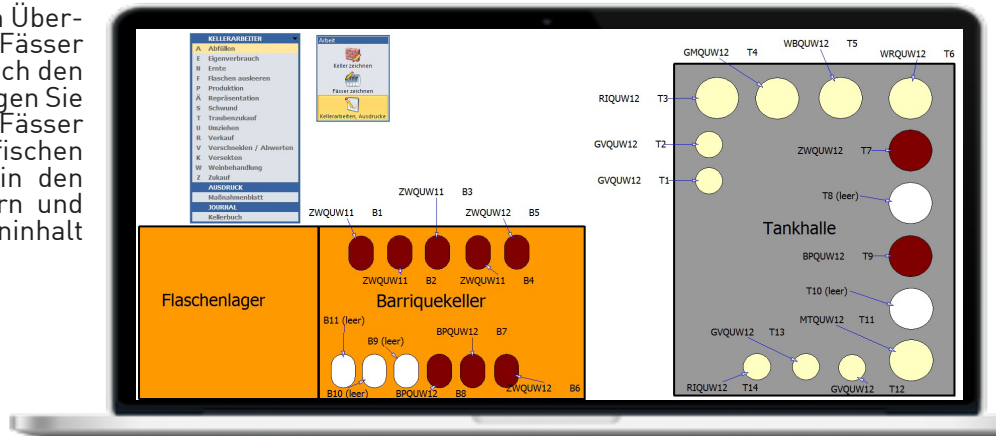 n Über-
Fässer
ch den
gen Sie
Fässer
fischen
in den
rn und
ninhalt
KELLERARBEITEN
A Abfüllen
E Eigenverbrauch
N Ernte
F Flaschen ausleeren
P Produktion
Ä Repräsentation
S Schwund
T Traubenzukauf
U Umziehen
R Verkauf
V Verschneiden / Abwerten
K Versekten
W Weinbehandlung
Z Zukauf
AUSDRUCK
Maßnahmenblatt
JOURNAL
Kellerbuch
Arbeit
Keller zeichnen
Fässer zeichnen
Kellerarbeiten, Ausdrucke
ZWQUW11 B3
ZWQUW11 B1
ZWQUW12 B5
ZWQUW11 B2
ZWQUW11 B4
Flaschenlager
Barriquekeller
B11 (leer)
B9 (leer)
BPQUW12 B7
B10 (leer)
BPQUW12 B8
ZWQUW12 B6
GMQUW12 T4
WBQUW12 T5
WRQUW12 T6
RIQUW12 T3
GVQUW12 T2
ZWQUW12 T7
GVQUW12 T1
T8 (leer)
Tankhalle
BPQUW12 T9
T10 (leer)
MTQUW12 T11
GVQUW12 T13
RIQUW12 T14
GVQUW12 T12